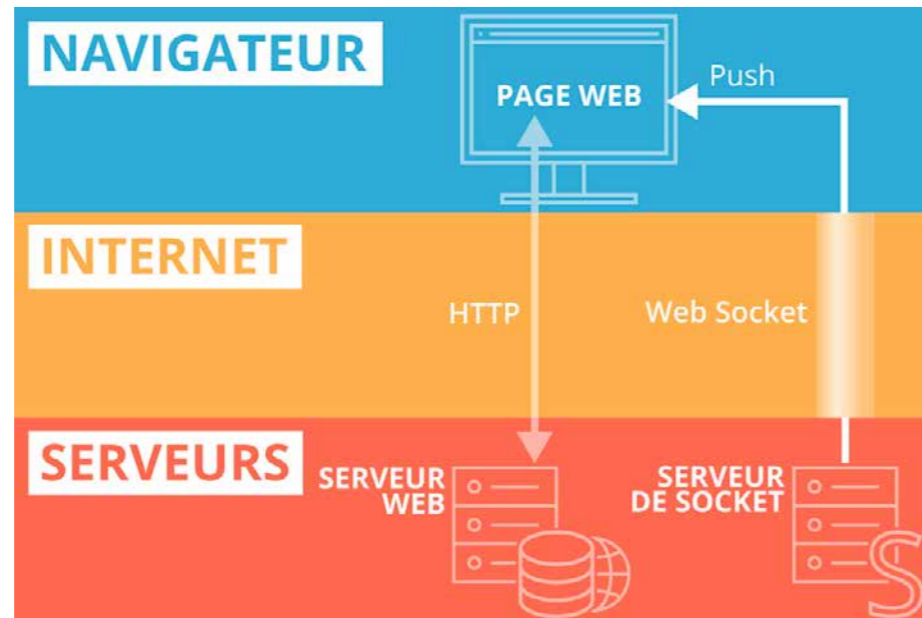 NAVIGATEUR
PAGE WEB
Push
INTERNET
HTTP
Web Socket
SERVEURS
SERVEUR
WEB
SERVEUR
DE SOCKET
S